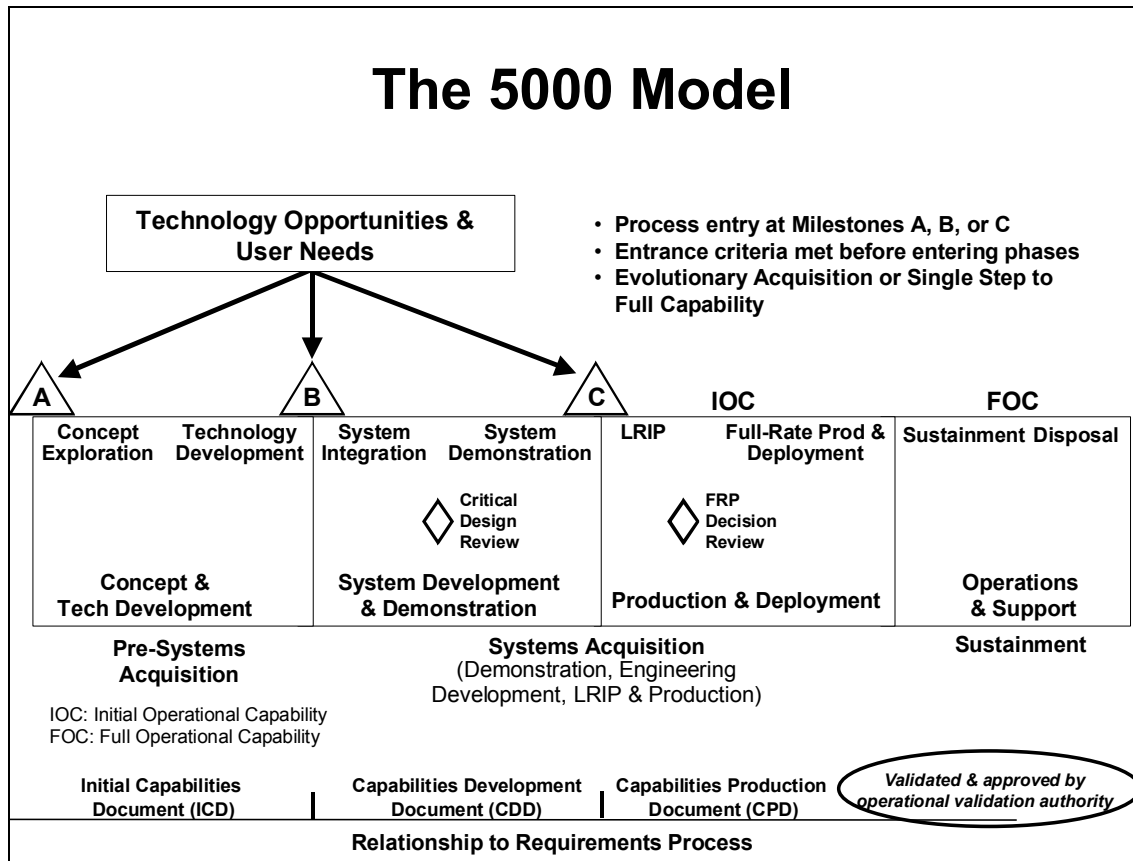 The 5000 Model
Technology Opportunities &
User Needs
• Process entry at Milestones A, B, or C
• Entrance criteria met before entering phases
• Evolutionary Acquisition or Single Step to
Full Capability
A
B
C
IOC
FOC
Concept
Exploration
Technology
Development
System
Integration
System
Demonstration
LRIP
Full-Rate Prod &
Deployment
Sustainment Disposal
Critical
Design
Review
FRP
Decision
Review
Concept &
Tech Development
System Development
& Demonstration
Production & Deployment
Operations
& Support
Pre-Systems
Acquisition
Systems Acquisition
(Demonstration, Engineering
Development, LRIP & Production)
Sustainment
IOC: Initial Operational Capability
FOC: Full Operational Capability
Initial Capabilities
Document (ICD)
Capabilities Development
Document (CDD)
Capabilities Production
Document (CPD)
Validated & approved by
operational validation authority
Relationship to Requirements Process